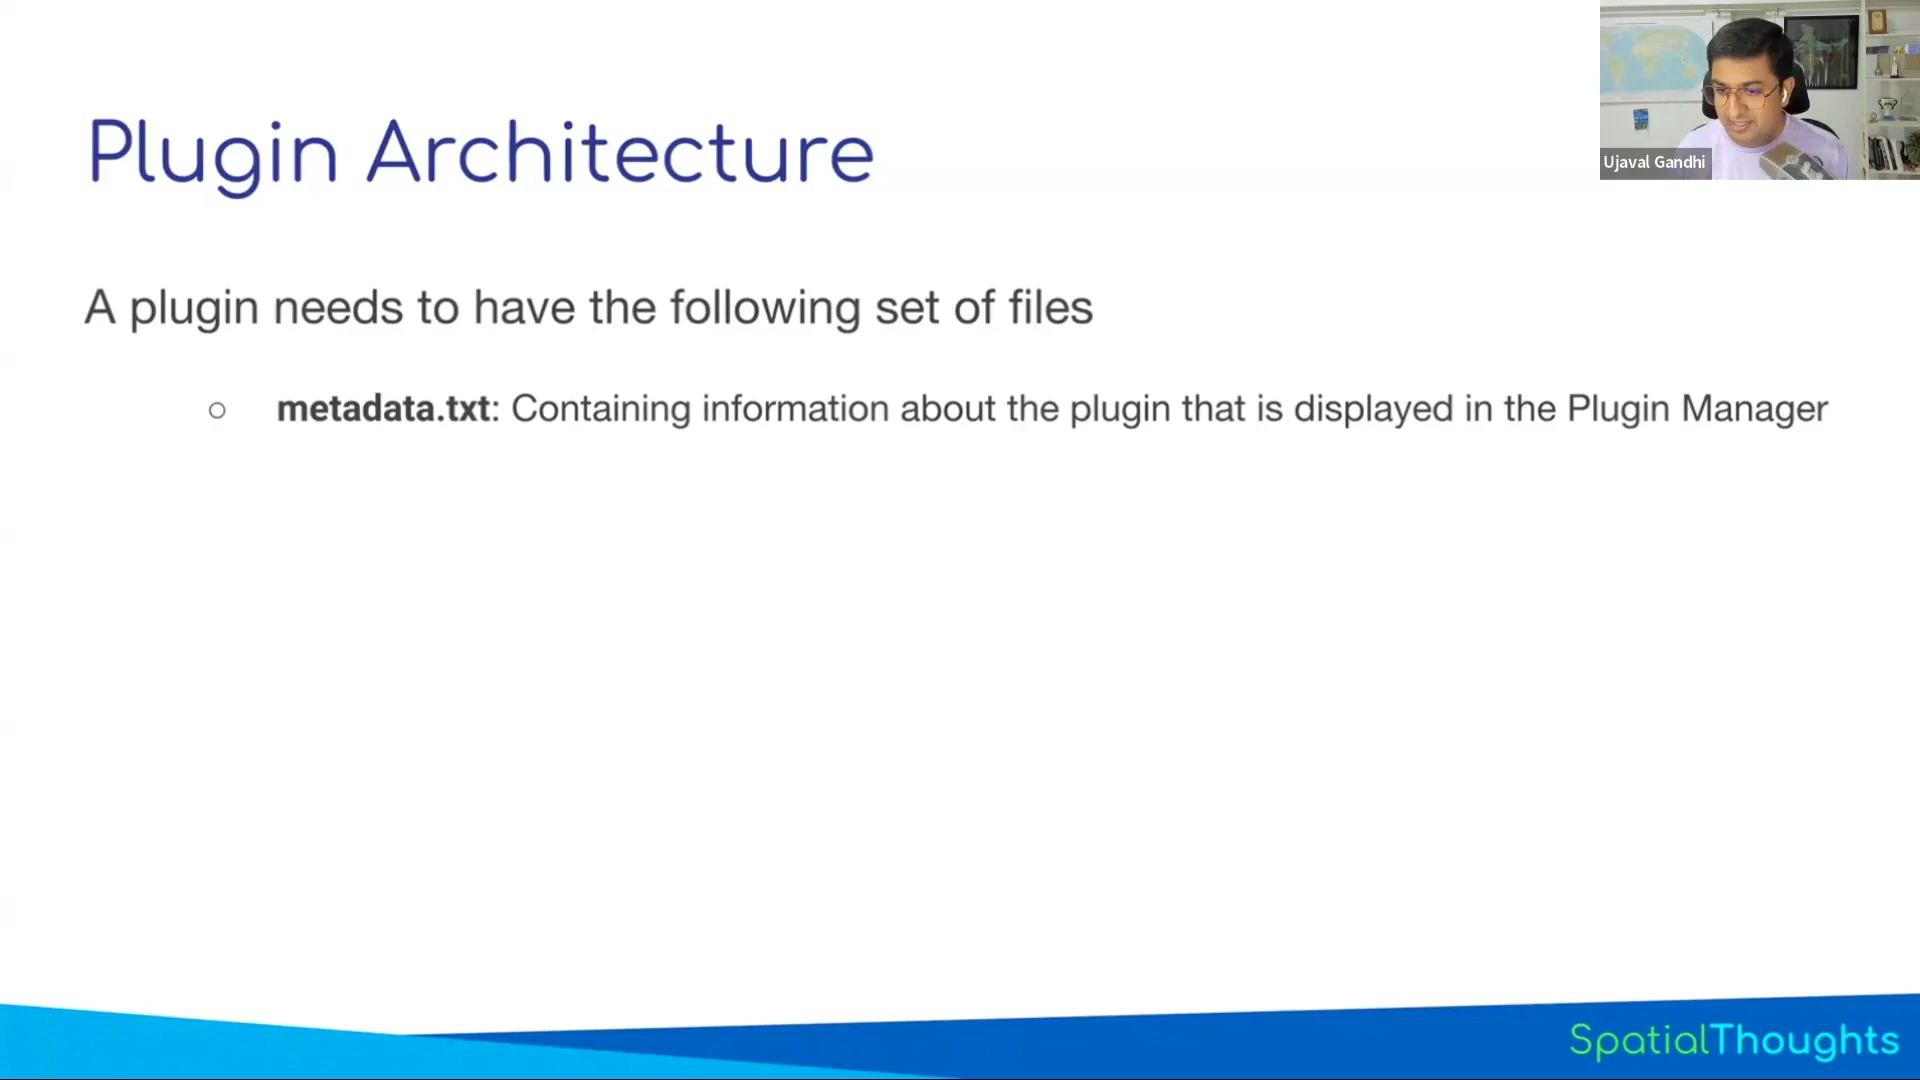 Plugin Architecture
Ujaval Gandhi
A plugin needs to have the following set of files
metadata.txt: Containing information about the plugin that is displayed in the Plugin Manager
SpatialThoughts